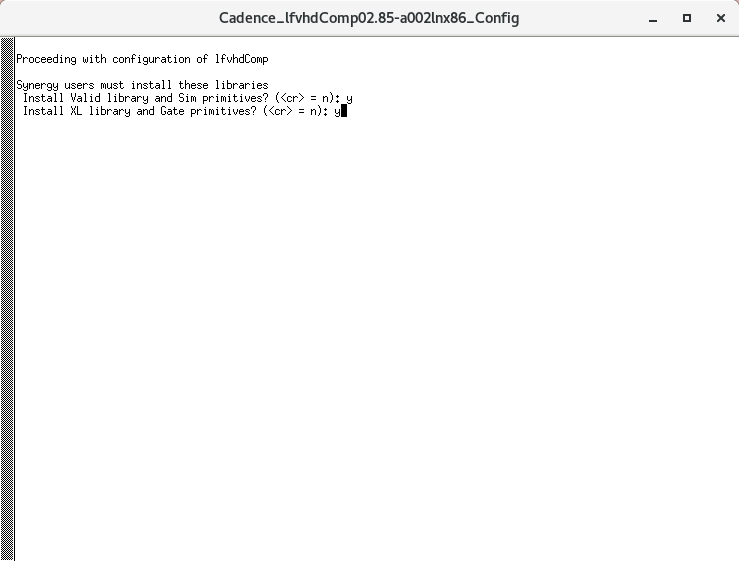 Cadence_lfvhdComp02.85-a002lnx86_Config
Proceeding with configuration of lfvhdComp
Synergy users must install these libraries
Install Valid library and Sim primitives? (<cr> = n): y
Install XL library and Gate primitives? (<cr> = n): y